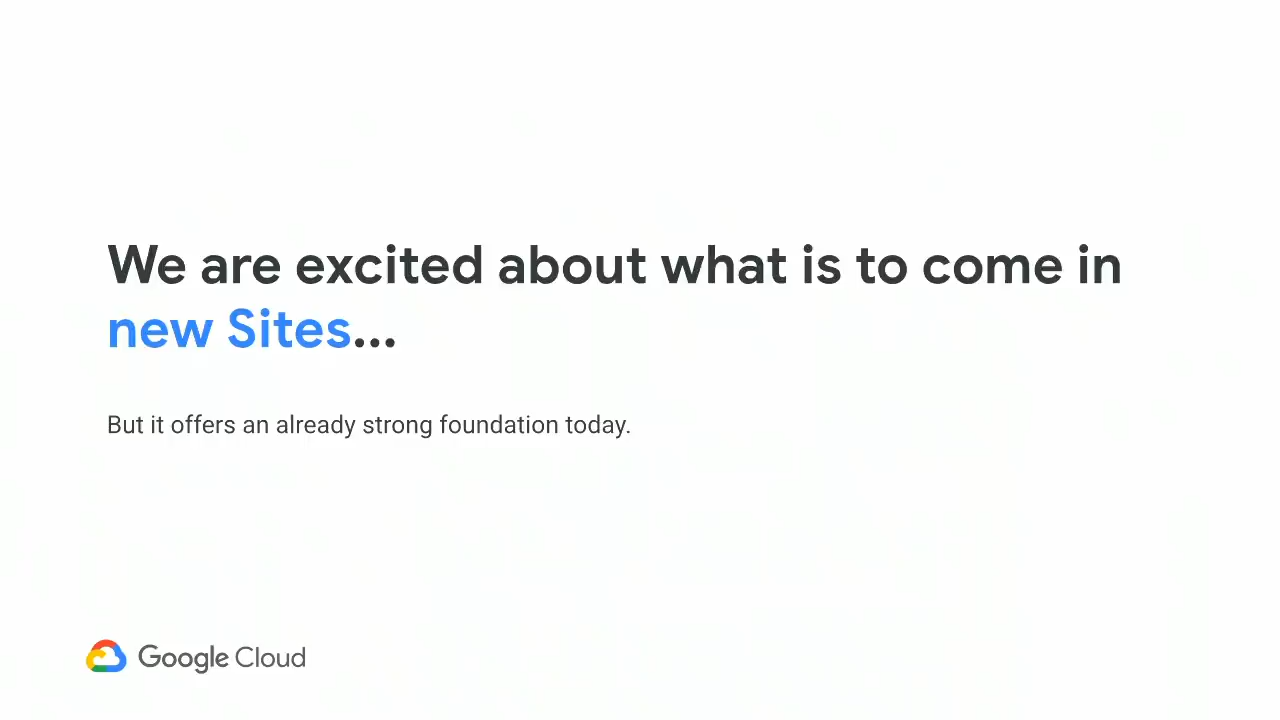 We are excited about what is to come in
new Sites...
But it offers an already strong foundation today.
Google Cloud